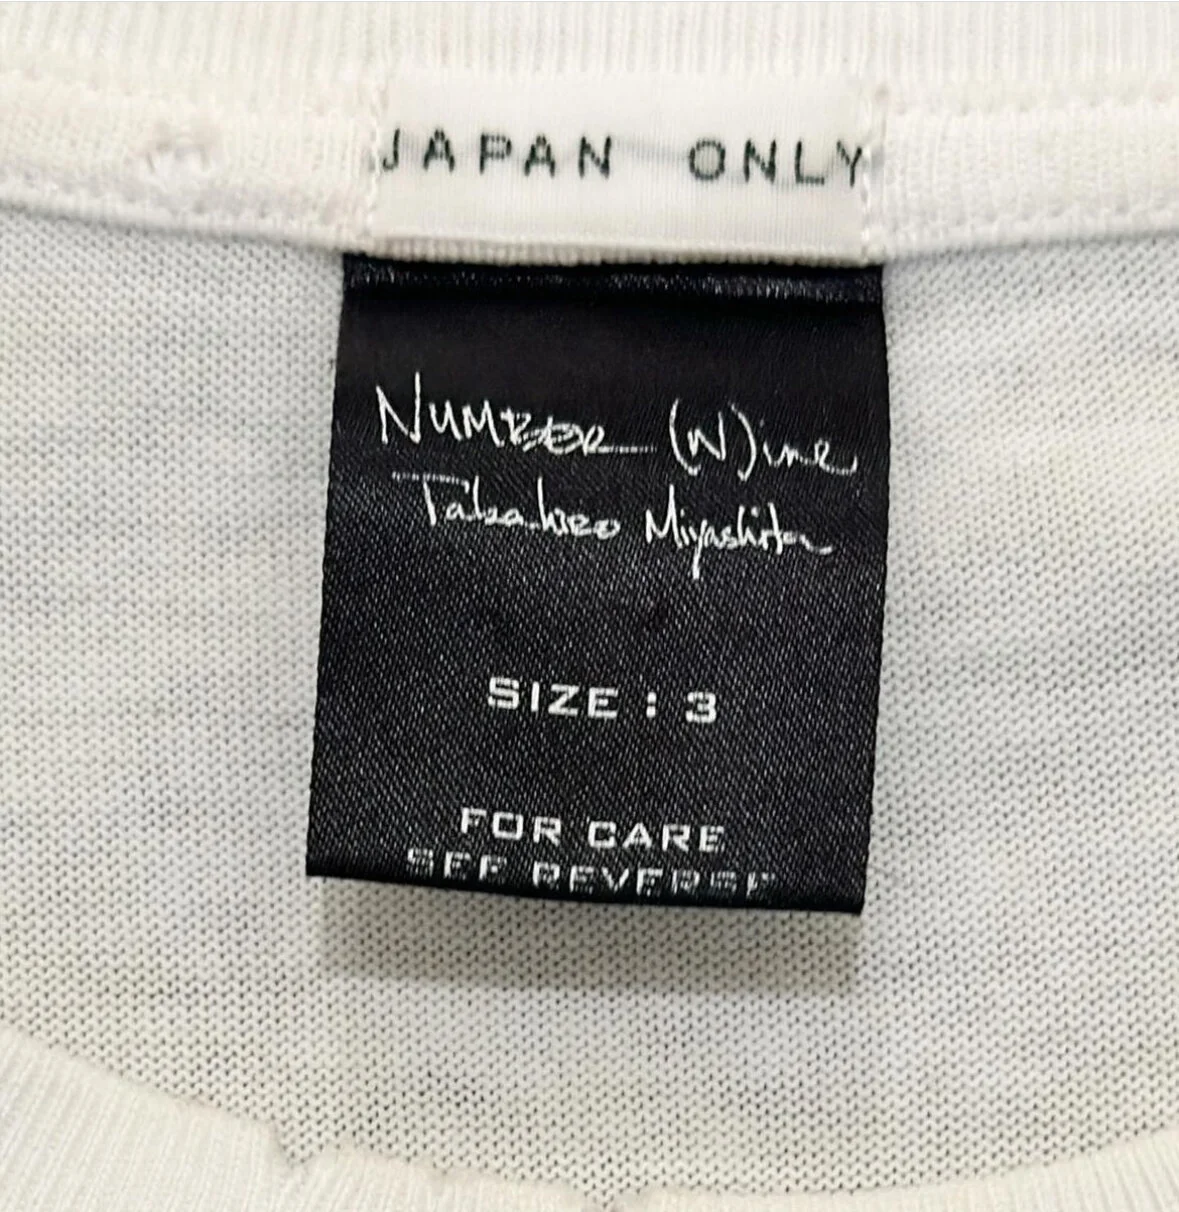 JAPAN ONLY
NUMBER (N)ine
Takahiro Miyashita
SIZE : 3
FOR CARE
SEE REVERSE